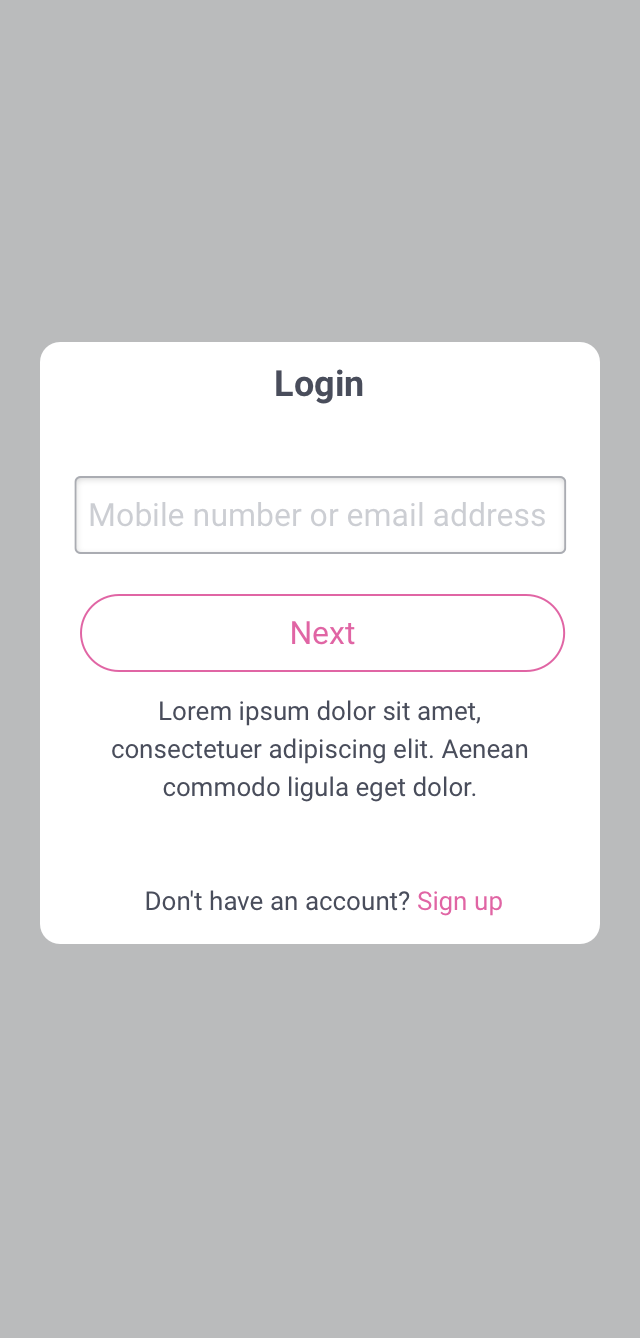 Login
Mobile number or email address
Next
Lorem ipsum dolor sit amet,
consectetuer adipiscing elit. Aenean
commodo ligula eget dolor.
Don't have an account? Sign up